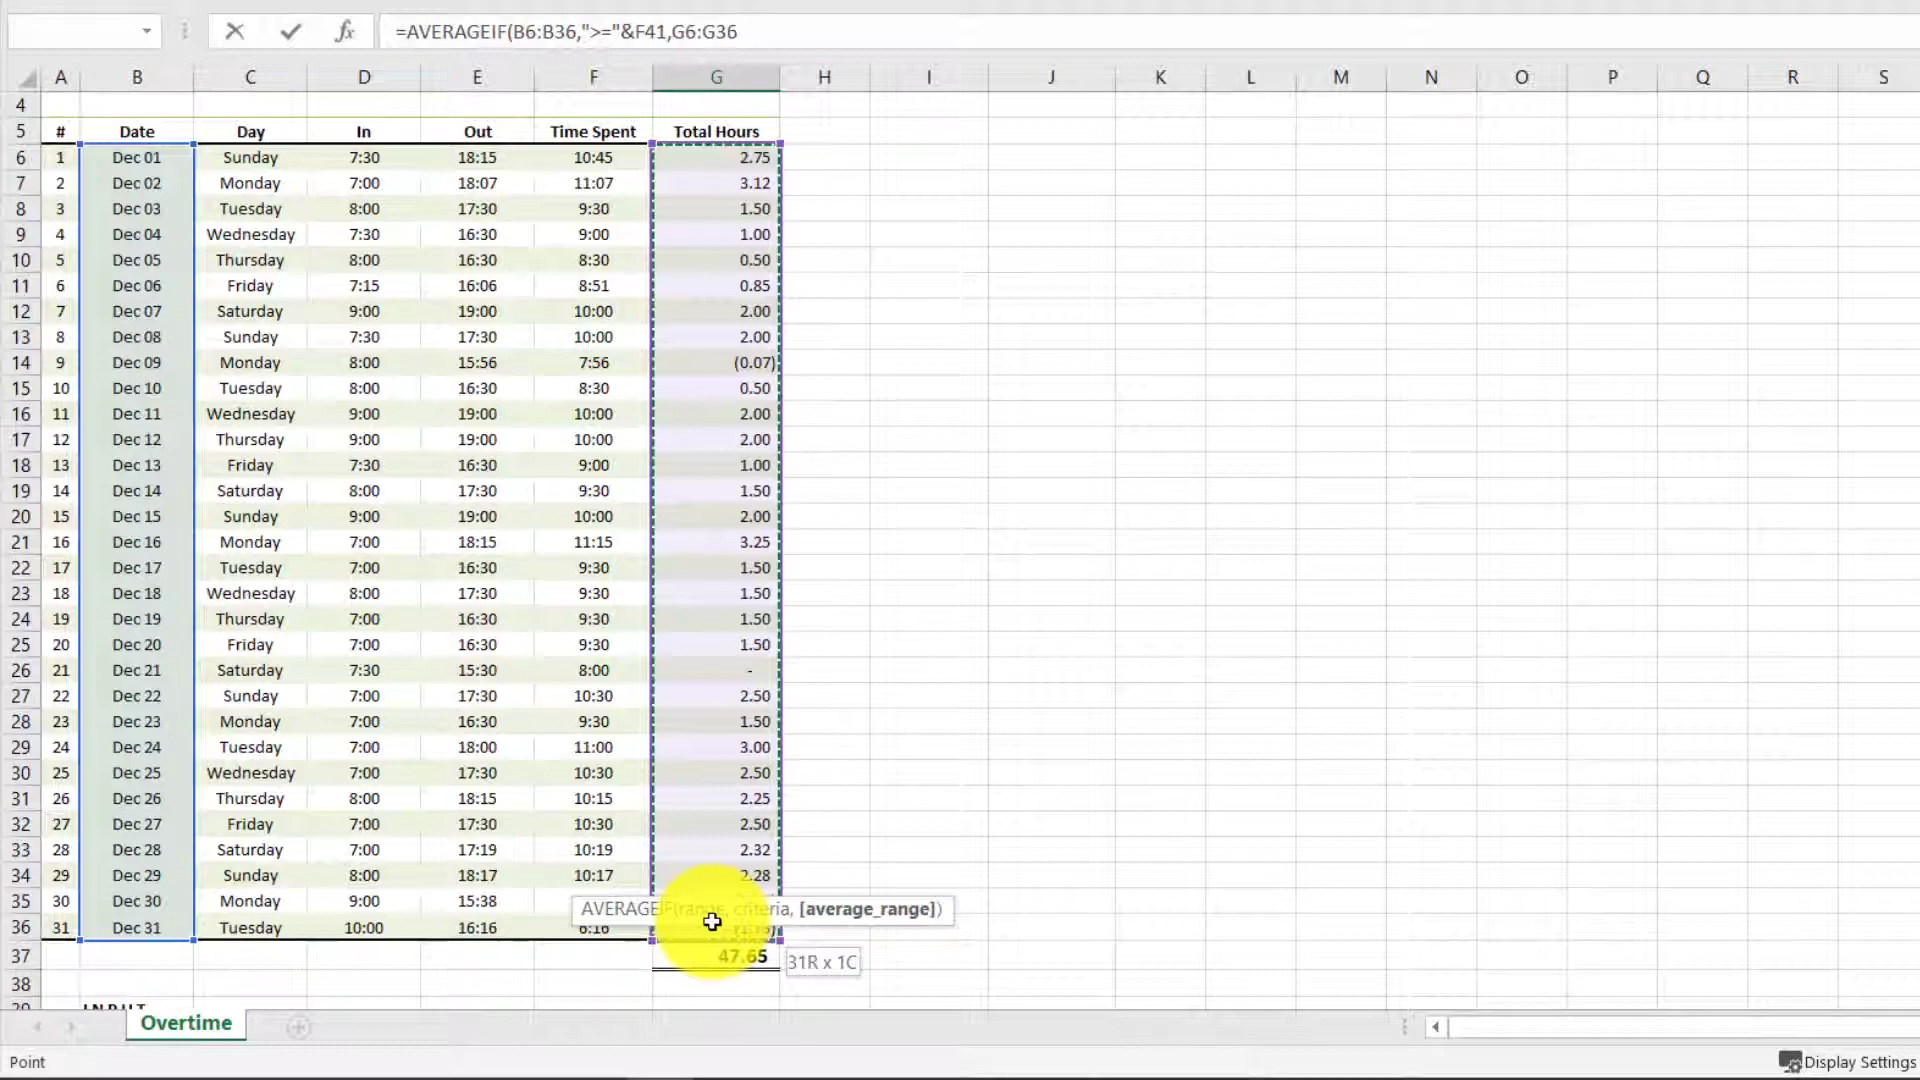 =AVERAGEIF(B6:B36,">="&F41,G6:G36
A B C D E F G H I J K L M N O P Q R S
4
5 # Date Day In Out Time Spent Total Hours
6 1 Dec 01 Sunday 7:30 18:15 10:45 2.75
7 2 Dec 02 Monday 7:00 18:07 11:07 3.12
8 3 Dec 03 Tuesday 8:00 17:30 9:30 1.50
9 4 Dec 04 Wednesday 7:30 16:30 9:00 1.00
10 5 Dec 05 Thursday 8:00 16:30 8:30 0.50
11 6 Dec 06 Friday 7:15 16:06 8:51 0.85
12 7 Dec 07 Saturday 9:00 19:00 10:00 2.00
13 8 Dec 08 Sunday 7:30 17:30 10:00 2.00
14 9 Dec 09 Monday 8:00 15:56 7:56 (0.07)
15 10 Dec 10 Tuesday 8:00 16:30 8:30 0.50
16 11 Dec 11 Wednesday 9:00 19:00 10:00 2.00
17 12 Dec 12 Thursday 9:00 19:00 10:00 2.00
18 13 Dec 13 Friday 7:30 16:30 9:00 1.00
19 14 Dec 14 Saturday 8:00 17:30 9:30 1.50
20 15 Dec 15 Sunday 9:00 19:00 10:00 2.00
21 16 Dec 16 Monday 7:00 18:15 11:15 3.25
22 17 Dec 17 Tuesday 7:00 16:30 9:30 1.50
23 18 Dec 18 Wednesday 8:00 17:30 9:30 1.50
24 19 Dec 19 Thursday 7:00 16:30 9:30 1.50
25 20 Dec 20 Friday 7:00 16:30 9:30 1.50
26 21 Dec 21 Saturday 7:30 15:30 8:00 -
27 22 Dec 22 Sunday 7:00 17:30 10:30 2.50
28 23 Dec 23 Monday 7:00 16:30 9:30 1.50
29 24 Dec 24 Tuesday 7:00 18:00 11:00 3.00
30 25 Dec 25 Wednesday 7:00 17:30 10:30 2.50
31 26 Dec 26 Thursday 8:00 18:15 10:15 2.25
32 27 Dec 27 Friday 7:00 17:30 10:30 2.50
33 28 Dec 28 Saturday 7:00 17:19 10:19 2.32
34 29 Dec 29 Sunday 8:00 18:17 10:17 2.28
35 30 Dec 30 Monday 9:00 15:38
AVERAGEIF(range, criteria, [average_range])
36 31 Dec 31 Tuesday 10:00 16:16 6:16
37 47.65 31R x 1C
38
Overtime
Point Display Settings